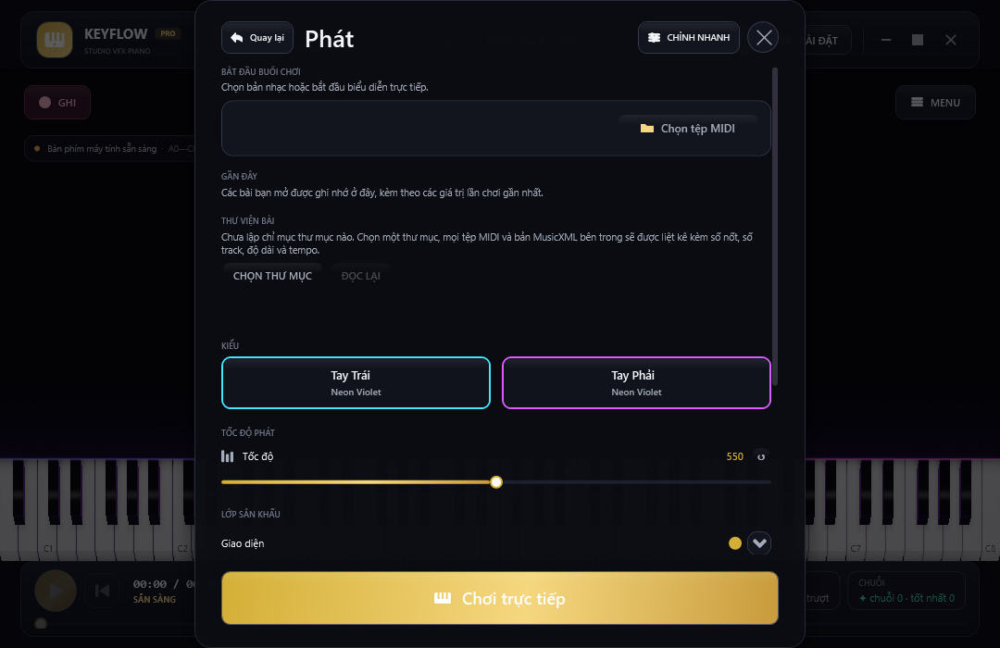 KEYFLOW PRO
STUDIO VFX PIANO
Quay lại
Phát
CHỈNH NHANH
ÀI ĐẶT
GHI
MENU
Bàn phím máy tính sẵn sàng · A0—C
BẮT ĐẦU BUỔI CHƠI
Chọn bản nhạc hoặc bắt đầu biểu diễn trực tiếp.
Chọn tệp MIDI
GẦN ĐÂY
Các bài bạn mở được ghi nhớ ở đây, kèm theo các giá trị lần chơi gần nhất.
THƯ VIỆN BÀI
Chưa lập chỉ mục thư mục nào. Chọn một thư mục, mọi tệp MIDI và bản MusicXML bên trong sẽ được liệt kê kèm số nốt, số
track, độ dài và tempo.
CHỌN THƯ MỤC
ĐỌC LẠI
KIỂU
Tay Trái
Neon Violet
Tay Phải
Neon Violet
TỐC ĐỘ PHÁT
Tốc độ
550
LỚP SÂN KHẤU
Giao diện
C1
C2
C7
C8
Chơi trực tiếp
00:00 / 0
SẴN SÀNG
trượt
CHUỖI
chuỗi 0 · tốt nhất 0